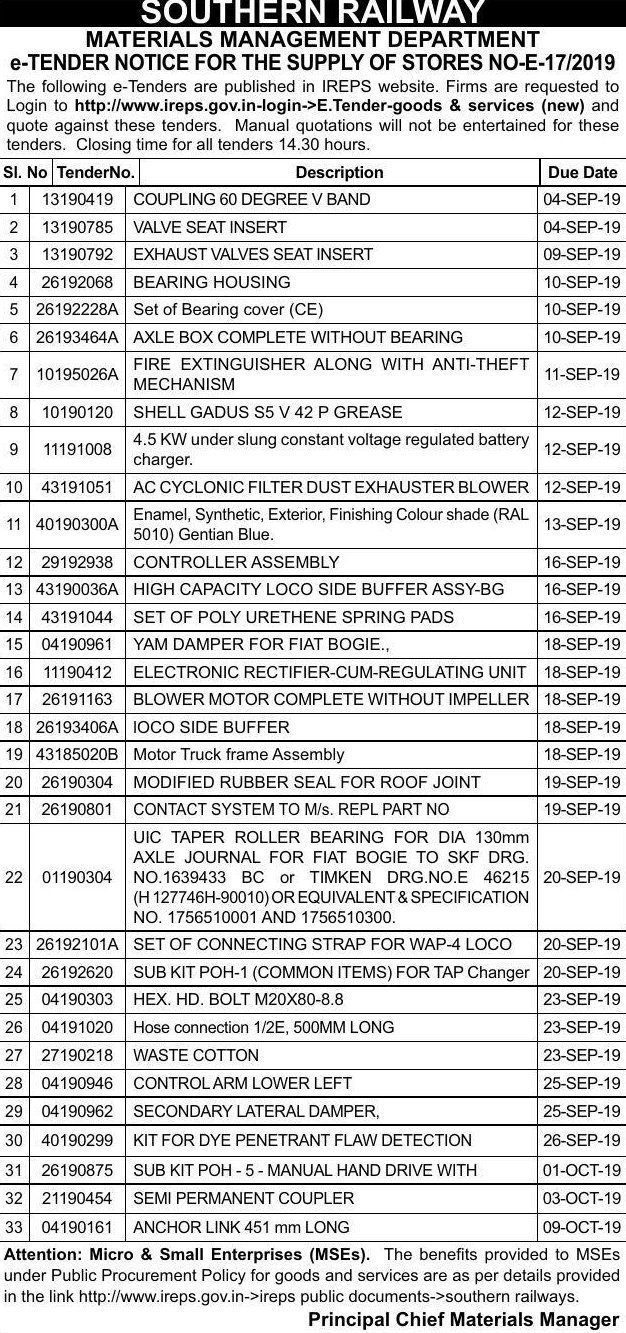 SOUTHERN RAILWAY
MATERIALS MANAGEMENT DEPARTMENT
e-TENDER NOTICE FOR THE SUPPLY OF STORES NO-E-17/2019
The following e-Tenders are published in IREPS website. Firms are requested to
Login to http://www.ireps.gov.in-login->E.Tender-goods & services (new) and
quote against these tenders. Manual quotations will not be entertained for these
tenders. Closing time for all tenders 14.30 hours.
Sl. No TenderNo. Description Due Date
1 13190419 COUPLING 60 DEGREE V BAND 04-SEP-19
2 13190785 VALVE SEAT INSERT 04-SEP-19
3 13190792 EXHAUST VALVES SEAT INSERT 09-SEP-19
4 26192068 BEARING HOUSING 10-SEP-19
5 26192228A Set of Bearing cover (CE) 10-SEP-19
6 26193464A AXLE BOX COMPLETE WITHOUT BEARING 10-SEP-19
7 10195026A FIRE EXTINGUISHER ALONG WITH ANTI-THEFT
MECHANISM 11-SEP-19
8 10190120 SHELL GADUS S5 V 42 P GREASE 12-SEP-19
9 11191008 4.5 KW under slung constant voltage regulated battery
charger. 12-SEP-19
10 43191051 AC CYCLONIC FILTER DUST EXHAUSTER BLOWER 12-SEP-19
11 40190300A Enamel, Synthetic, Exterior, Finishing Colour shade (RAL
5010) Gentian Blue. 13-SEP-19
12 29192938 CONTROLLER ASSEMBLY 16-SEP-19
13 43190036A HIGH CAPACITY LOCO SIDE BUFFER ASSY-BG 16-SEP-19
14 43191044 SET OF POLY URETHENE SPRING PADS 16-SEP-19
15 04190961 YAM DAMPER FOR FIAT BOGIE., 18-SEP-19
16 11190412 ELECTRONIC RECTIFIER-CUM-REGULATING UNIT 18-SEP-19
17 26191163 BLOWER MOTOR COMPLETE WITHOUT IMPELLER 18-SEP-19
18 26193406A lOCO SIDE BUFFER 18-SEP-19
19 43185020B Motor Truck frame Assembly 18-SEP-19
20 26190304 MODIFIED RUBBER SEAL FOR ROOF JOINT 19-SEP-19
21 26190801 CONTACT SYSTEM TO M/s. REPL PART NO 19-SEP-19
22 01190304 UIC TAPER ROLLER BEARING FOR DIA 130mm
AXLE JOURNAL FOR FIAT BOGIE TO SKF DRG.
NO.1639433 BC or TIMKEN DRG.NO.E 46215
(H 127746H-90010) OR EQUIVALENT & SPECIFICATION
NO. 1756510001 AND 1756510300. 20-SEP-19
23 26192101A SET OF CONNECTING STRAP FOR WAP-4 LOCO 20-SEP-19
24 26192620 SUB KIT POH-1 (COMMON ITEMS) FOR TAP Changer 20-SEP-19
25 04190303 HEX. HD. BOLT M20X80-8.8 23-SEP-19
26 04191020 Hose connection 1/2E, 500MM LONG 23-SEP-19
27 27190218 WASTE COTTON 23-SEP-19
28 04190946 CONTROL ARM LOWER LEFT 25-SEP-19
29 04190962 SECONDARY LATERAL DAMPER, 25-SEP-19
30 40190299 KIT FOR DYE PENETRANT FLAW DETECTION 26-SEP-19
31 26190875 SUB KIT POH - 5 - MANUAL HAND DRIVE WITH 01-OCT-19
32 21190454 SEMI PERMANENT COUPLER 03-OCT-19
33 04190161 ANCHOR LINK 451 mm LONG 09-OCT-19
Attention: Micro & Small Enterprises (MSEs). The benefits provided to MSEs
under Public Procurement Policy for goods and services are as per details provided
in the link http://www.ireps.gov.in->ireps public documents->southern railways.
Principal Chief Materials Manager